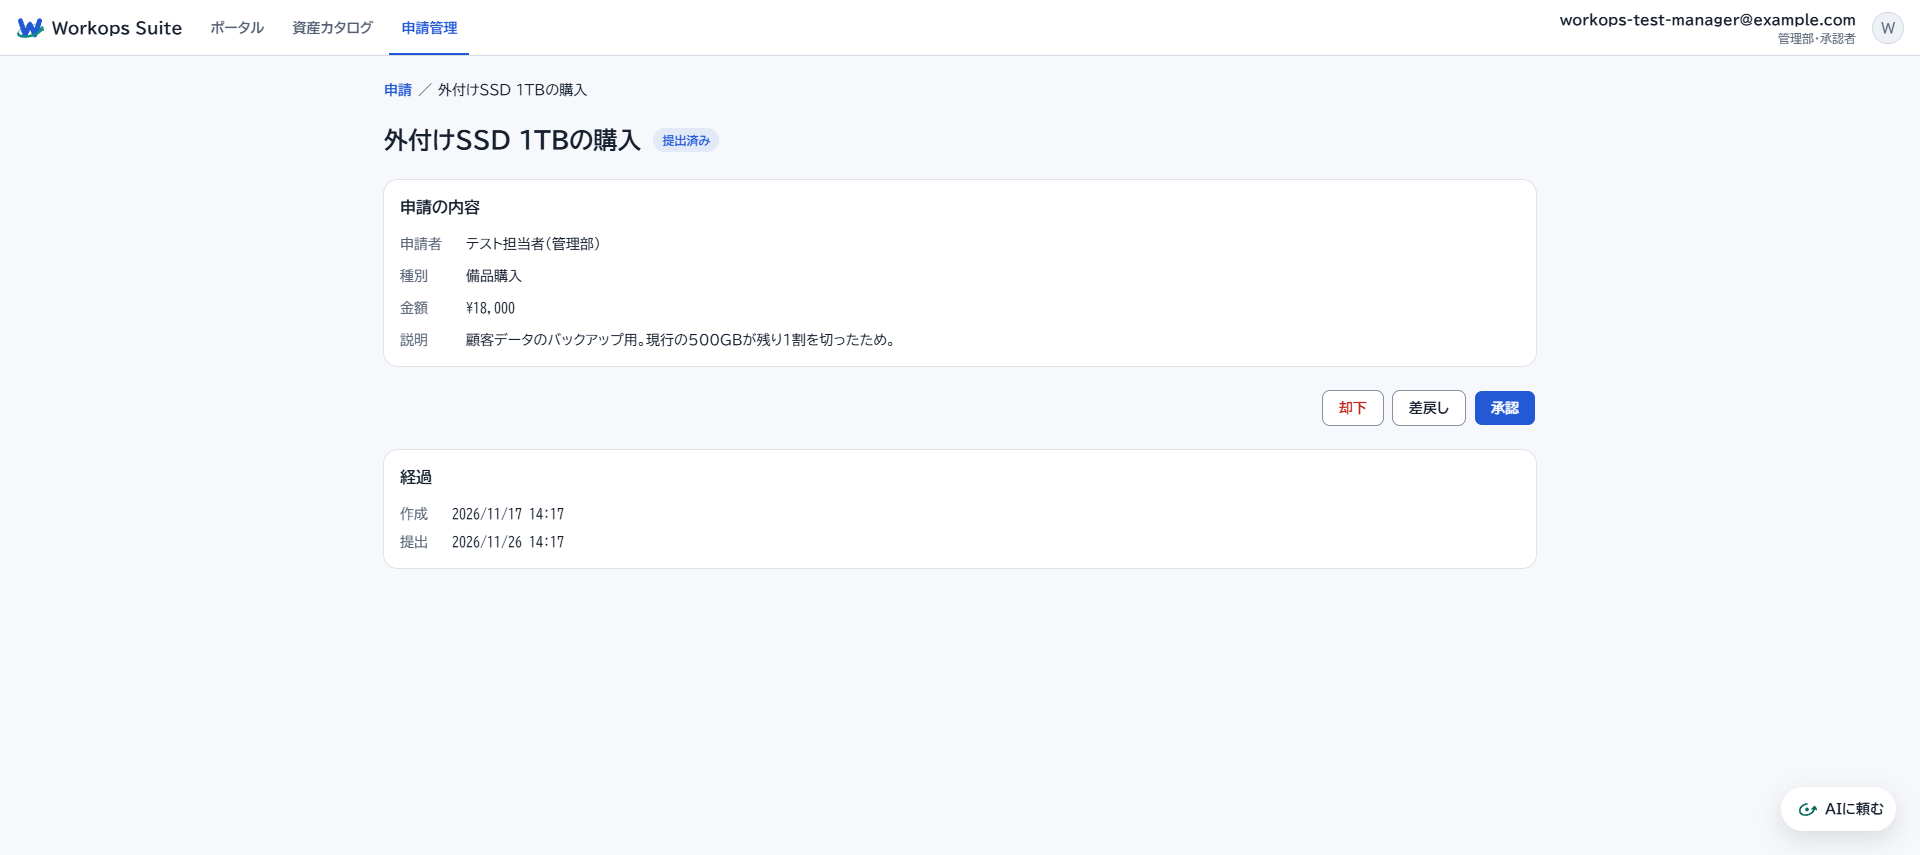 Workops Suite
ポータル
資産カタログ
申請管理
workops-test-manager@example.com
管理部・承認者
W
申請 ／ 外付けSSD 1TBの購入
外付けSSD 1TBの購入
提出済み
申請の内容
申請者 テスト担当者（管理部）
種別 備品購入
金額 ¥18,000
説明 顧客データのバックアップ用。現行の500GBが残り1割を切ったため。
却下
差戻し
承認
経過
作成 2026/11/17 14:17
提出 2026/11/26 14:17
AIに頼む